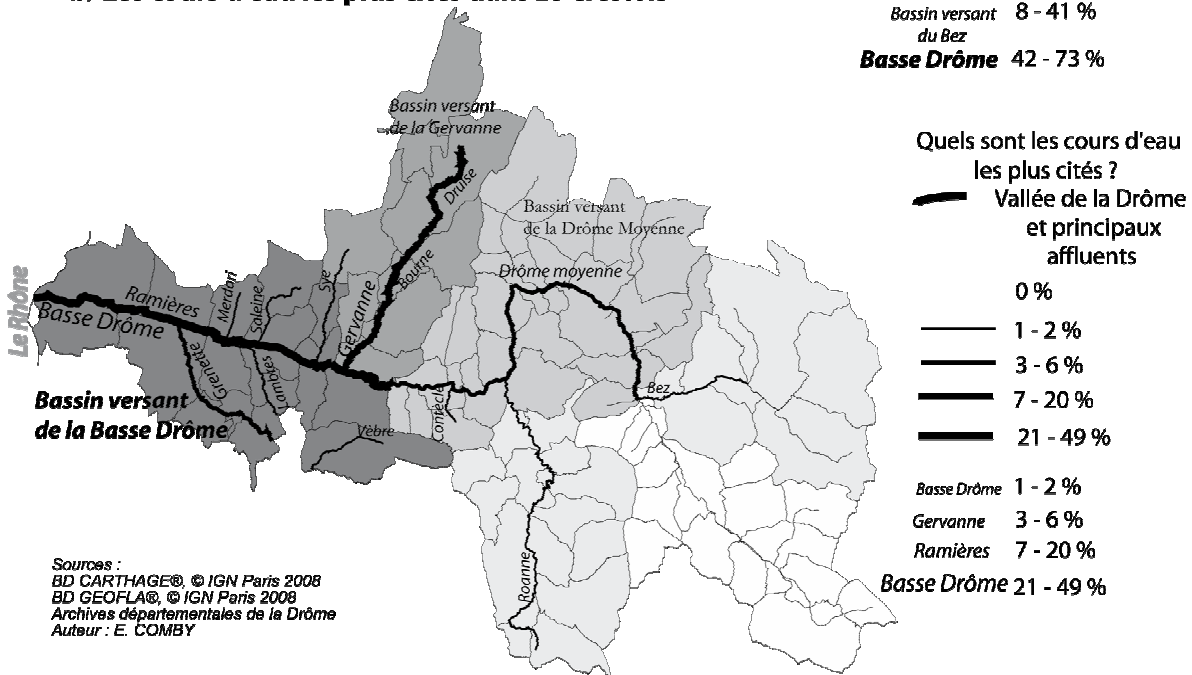 Bassin versant
du Bez
8 - 41 %
Basse Drôme 42 - 73 %
Quels sont les cours d'eau
les plus cités ?
Vallée de la Drôme
et principaux
affluents
0 %
1 - 2 %
3 - 6 %
7 - 20 %
21 - 49 %
Basse Drôme 1 - 2 %
Gervanne 3 - 6 %
Ramières 7 - 20 %
Basse Drôme 21 - 49 %
Bassin versant
de la Gervanne
Druise
Bassin versant
de la Drôme Moyenne
Drôme moyenne
Bourne
Gervanne
Sye
Saleine
Merdari
Ramières
Basse Drôme
Le Rhône
Grenette
Lambres
Bassin versant
de la Basse Drôme
Vèbre
Contècle
Bez
Roanne
Sources :
BD CARTHAGE®, © IGN Paris 2008
BD GEOFLA®, © IGN Paris 2008
Archives départementales de la Drôme
Auteur : E. COMBY